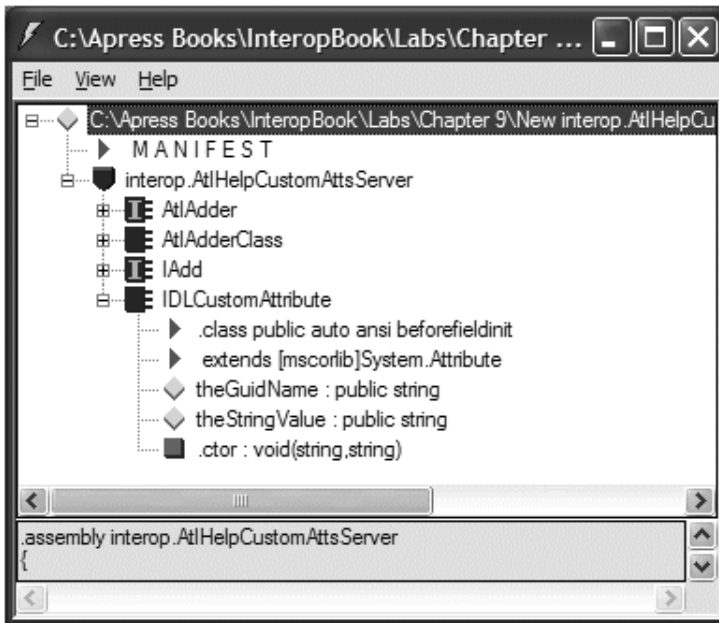 C:\Apress Books\InteropBook\Labs\Chapter ...
File View Help
C:\Apress Books\InteropBook\Labs\Chapter 9\New interop.AtlHelpCu
M A N I F E S T
interop.AtlHelpCustomAttsServer
AtlAdder
AtlAdderClass
IAdd
IDLCustomAttribute
.class public auto ansi beforefieldinit
extends [mscorlib]System.Attribute
theGuidName : public string
theStringValue : public string
.ctor : void(string,string)
.assembly interop.AtlHelpCustomAttsServer
{